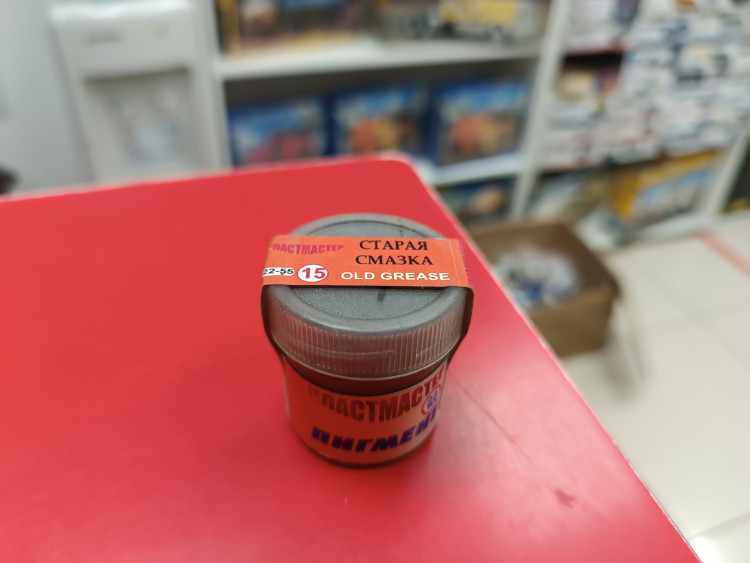 ПЛАСТМАСТЕР
СТАРАЯ
СМАЗКА
22-55
15
OLD GREASE
ПЛАСТМАСТЕР
ПИГМЕНТ